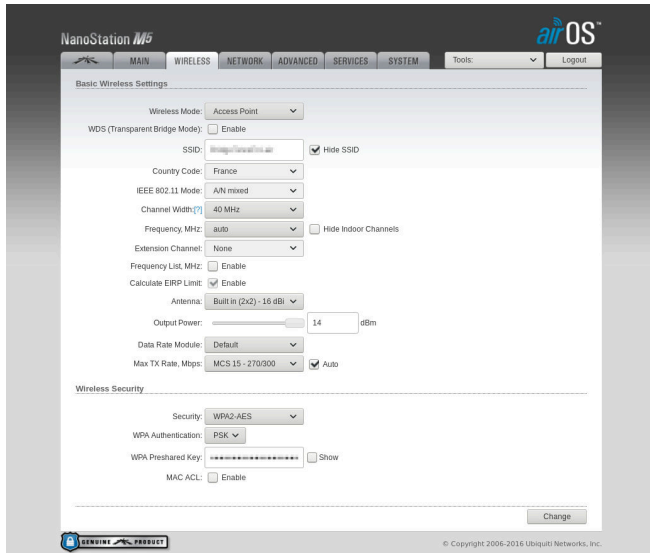 NanoStation M5
airOS™
MAIN WIRELESS NETWORK ADVANCED SERVICES SYSTEM Tools: Logout
Basic Wireless Settings
Wireless Mode: Access Point
WDS (Transparent Bridge Mode): Enable
SSID: Hide SSID
Country Code: France
IEEE 802.11 Mode: A/N mixed
Channel Width:[?] 40 MHz
Frequency, MHz: auto Hide Indoor Channels
Extension Channel: None
Frequency List, MHz: Enable
Calculate EIRP Limit: Enable
Antenna: Built in (2x2) - 16 dBi
Output Power: 14 dBm
Data Rate Module: Default
Max TX Rate, Mbps: MCS 15 - 270/300 Auto
Wireless Security
Security: WPA2-AES
WPA Authentication: PSK
WPA Preshared Key: Show
MAC ACL: Enable
Change
GENUINE PRODUCT
© Copyright 2006-2016 Ubiquiti Networks, Inc.